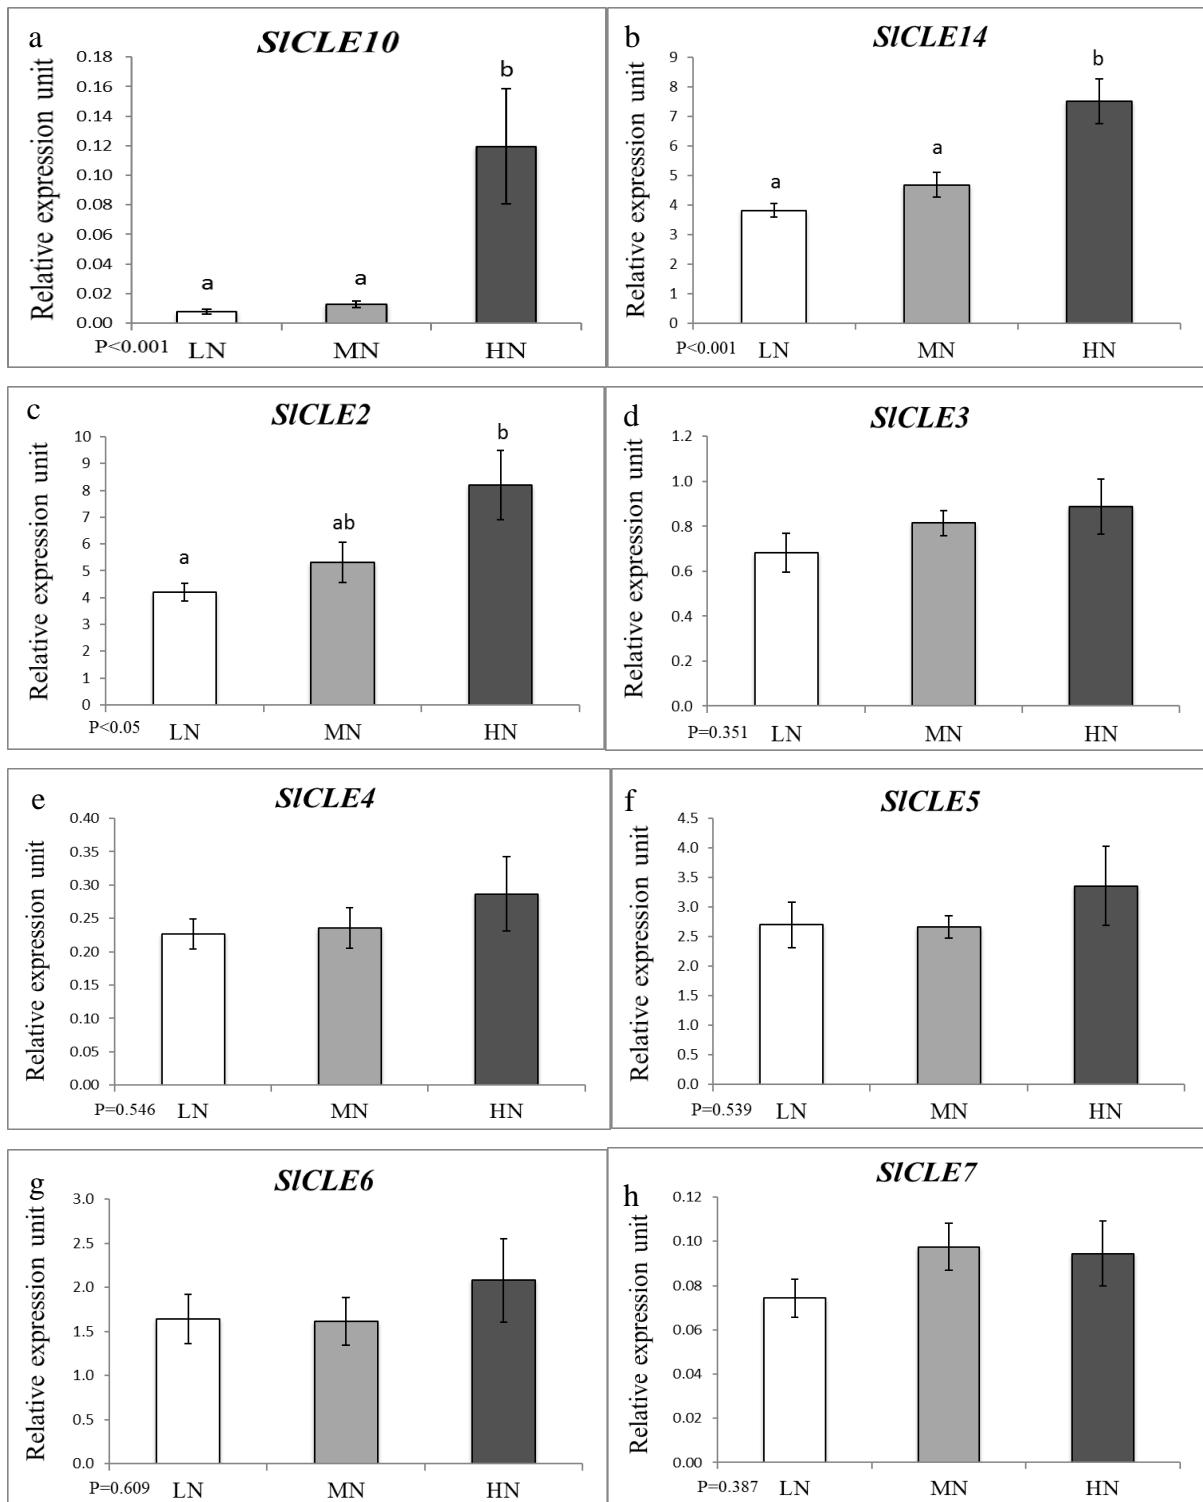 a
SlCLE10
Relative expression unit
0.18
0.16
0.14
0.12
0.10
0.08
0.06
0.04
0.02
0.00
a
a
b
P<0.001 LN MN HN
b
SlCLE14
Relative expression unit
9
8
7
6
5
4
3
2
1
0
a
a
b
P<0.001 LN MN HN
c
SlCLE2
Relative expression unit
10
9
8
7
6
5
4
3
2
1
0
a
ab
b
P<0.05 LN MN HN
d
SlCLE3
Relative expression unit
1.2
1.0
0.8
0.6
0.4
0.2
0.0
P=0.351 LN MN HN
e
SlCLE4
Relative expression unit
0.40
0.35
0.30
0.25
0.20
0.15
0.10
0.05
0.00
P=0.546 LN MN HN
f
SlCLE5
Relative expression unit
4.5
4.0
3.5
3.0
2.5
2.0
1.5
1.0
0.5
0.0
P=0.539 LN MN HN
g
SlCLE6
Relative expression unit
3.0
2.5
2.0
1.5
1.0
0.5
0.0
P=0.609 LN MN HN
h
SlCLE7
Relative expression unit
0.12
0.10
0.08
0.06
0.04
0.02
0.00
P=0.387 LN MN HN